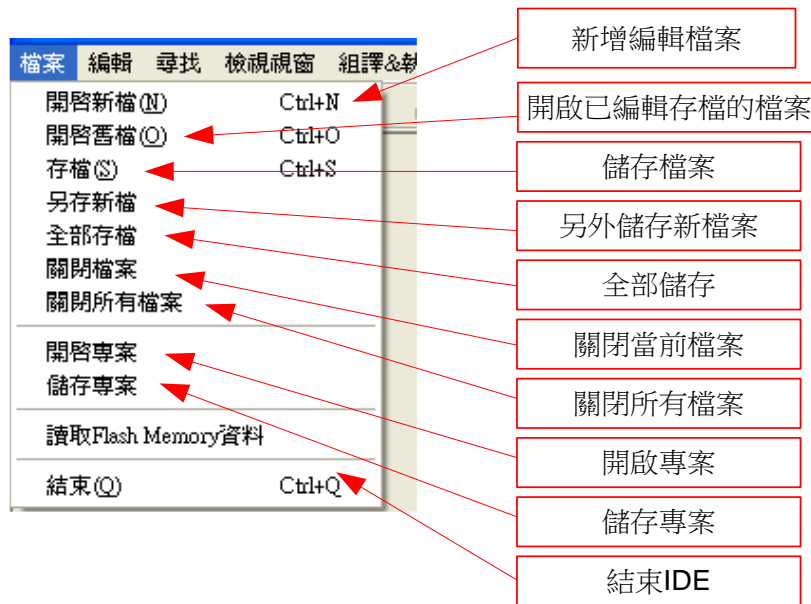 檔案 編輯 尋找 檢視視窗 組譯&執
開啓新檔(N) Ctrl+N
開啓舊檔(O) Ctrl+O
存檔(S) Ctrl+S
另存新檔
全部存檔
關閉檔案
關閉所有檔案
開啓專案
儲存專案
讀取Flash Memory資料
結束(Q) Ctrl+Q
新增編輯檔案
開啟已編輯存檔的檔案
儲存檔案
另外儲存新檔案
全部儲存
關閉當前檔案
關閉所有檔案
開啟專案
儲存專案
結束IDE